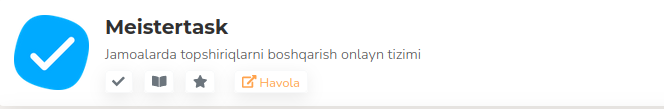 Meistertask
Jamoalarda topshiriqlarni boshqarish onlayn tizimi
Havola